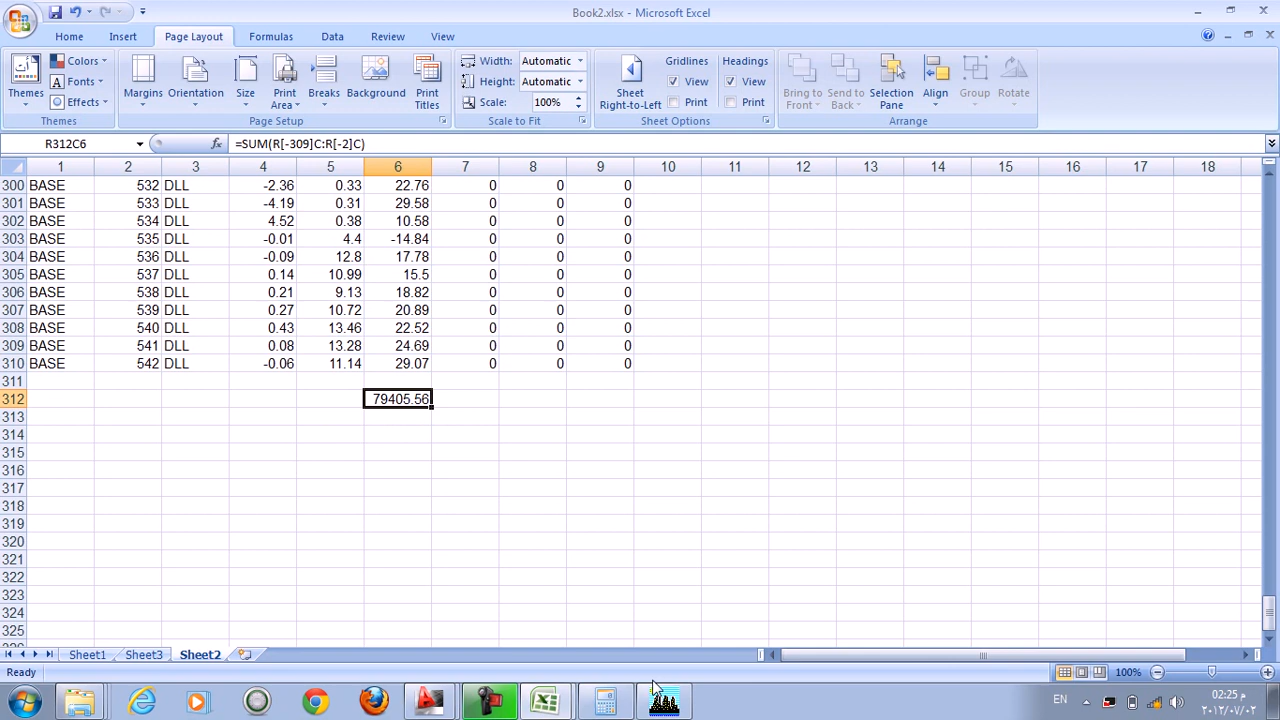 Book2.xlsx - Microsoft Excel
Home Insert Page Layout Formulas Data Review View
Themes Colors Fonts Effects Themes
Margins Orientation Size Print Area Breaks Background Print Titles Page Setup
Width: Automatic
Height: Automatic
Scale: 100%
Scale to Fit
Sheet Right-to-Left
Gridlines View Print
Headings View Print
Sheet Options
Bring to Front Send to Back Selection Pane Align Group Rotate
Arrange
R312C6 fx =SUM(R[-309]C:R[-2]C)
1 2 3 4 5 6 7 8 9 10 11 12 13 14 15 16 17 18
300 BASE 532 DLL -2.36 0.33 22.76 0 0 0
301 BASE 533 DLL -4.19 0.31 29.58 0 0 0
302 BASE 534 DLL 4.52 0.38 10.58 0 0 0
303 BASE 535 DLL -0.01 4.4 -14.84 0 0 0
304 BASE 536 DLL -0.09 12.8 17.78 0 0 0
305 BASE 537 DLL 0.14 10.99 15.5 0 0 0
306 BASE 538 DLL 0.21 9.13 18.82 0 0 0
307 BASE 539 DLL 0.27 10.72 20.89 0 0 0
308 BASE 540 DLL 0.43 13.46 22.52 0 0 0
309 BASE 541 DLL 0.08 13.28 24.69 0 0 0
310 BASE 542 DLL -0.06 11.14 29.07 0 0 0
311
312 79405.56
313
314
315
316
317
318
319
320
321
322
323
324
325
Sheet1 Sheet3 Sheet2
Ready 100%
EN
02:25 م
٢٠١٢/٠٧/٠٢